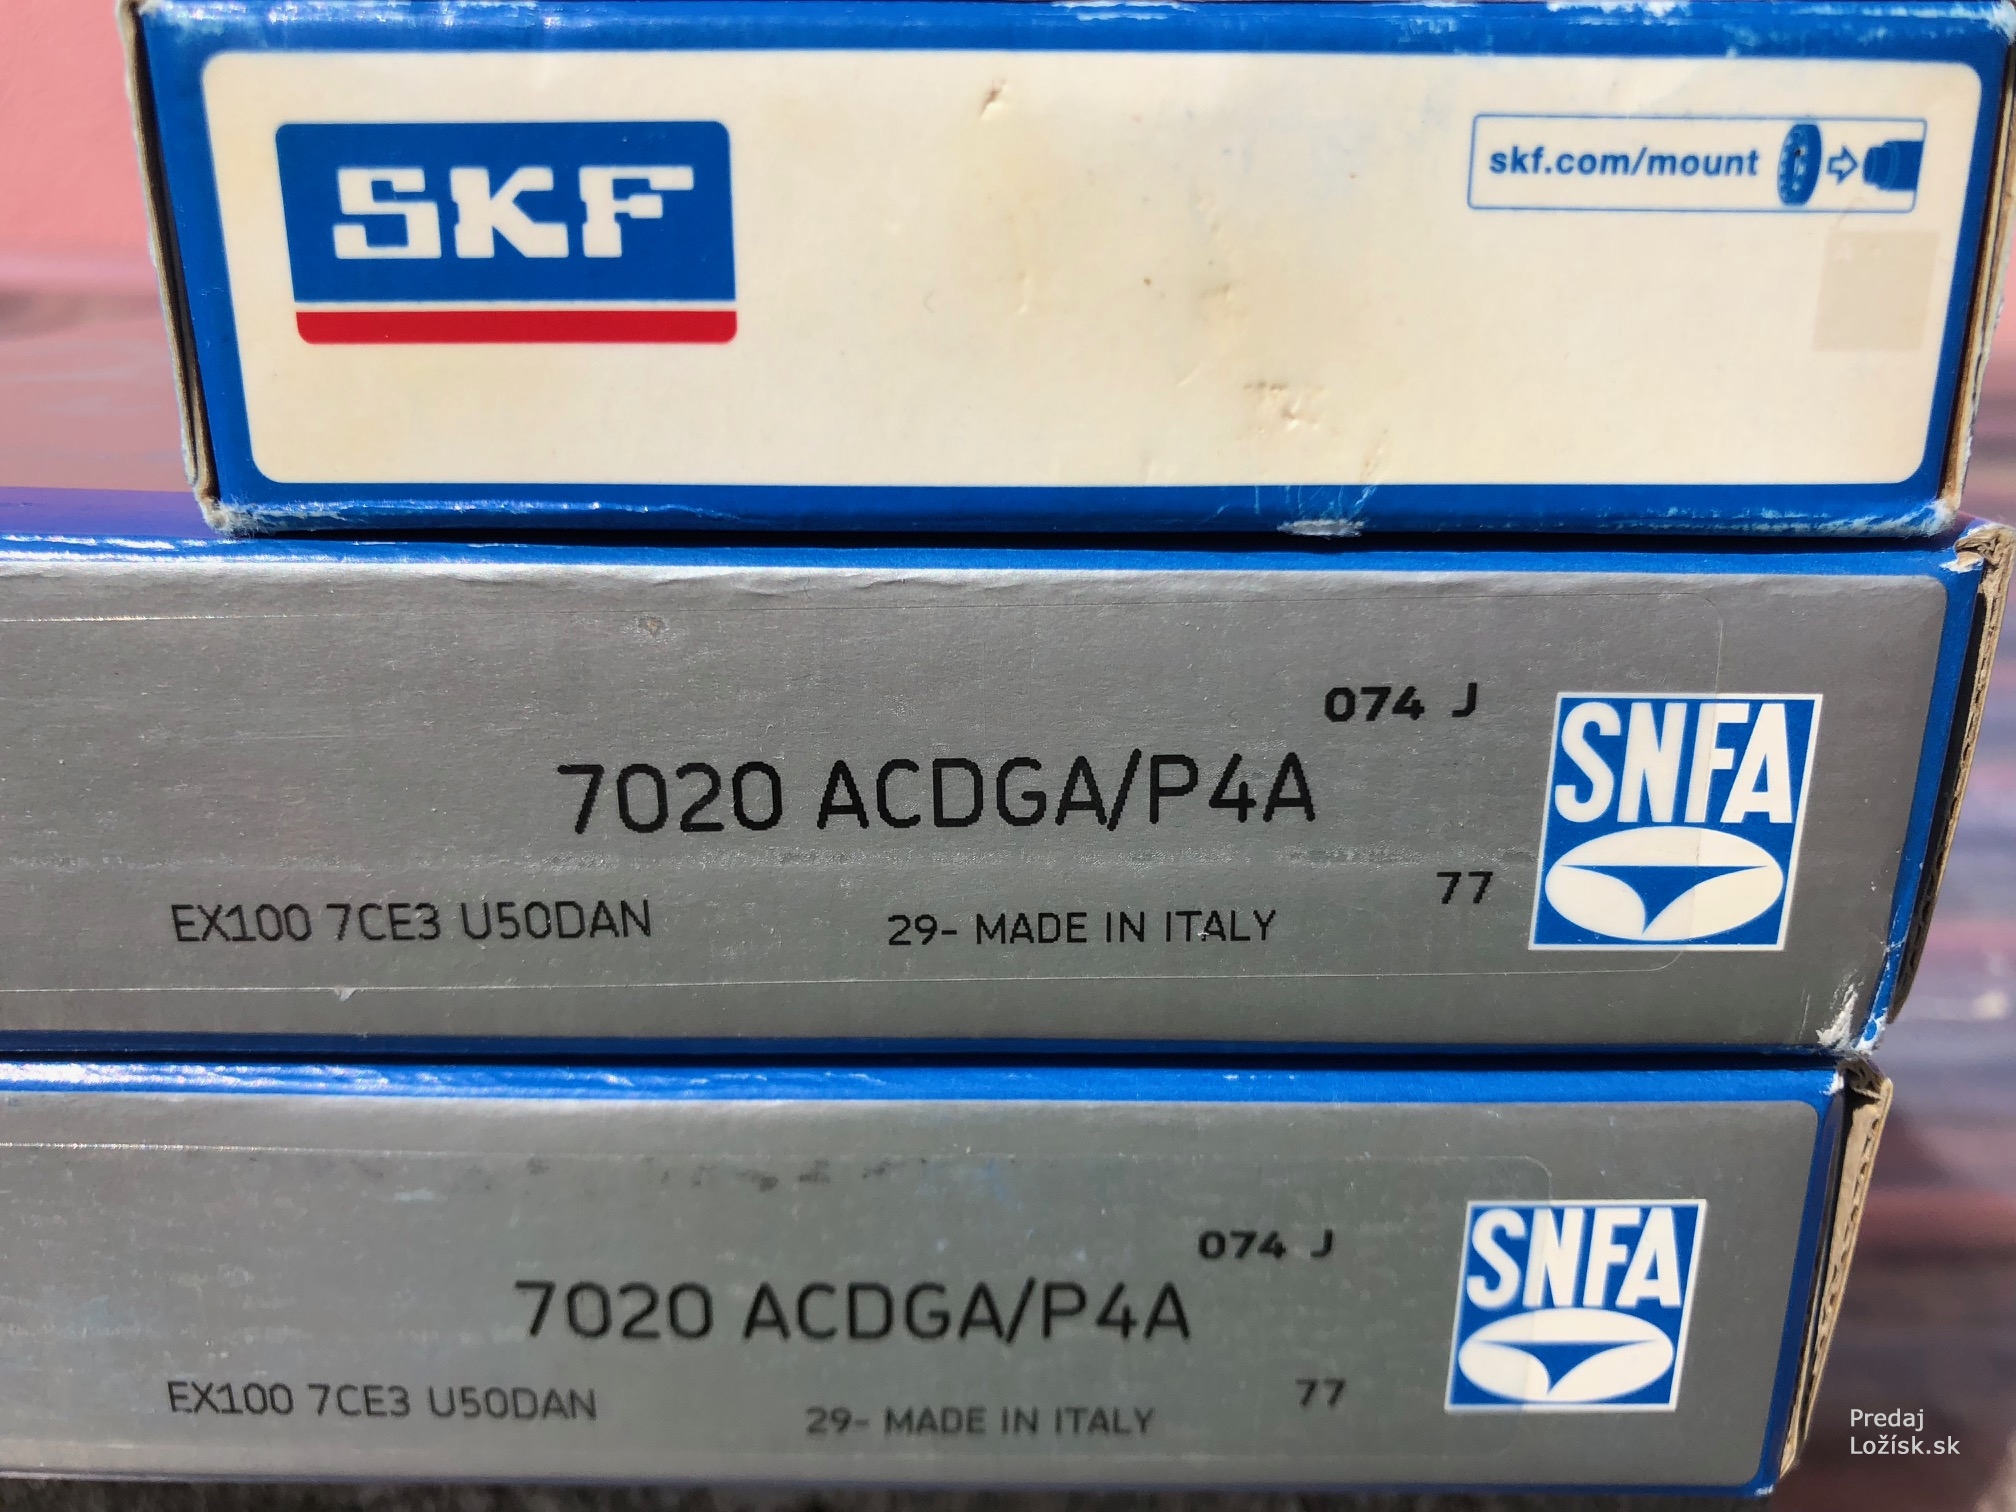 SKF
skf.com/mount
074 J
7020 ACDGA/P4A
77
EX100 7CE3 U50DAN
29- MADE IN ITALY
SNFA
074 J
7020 ACDGA/P4A
77
EX100 7CE3 U50DAN
29- MADE IN ITALY
SNFA
Predaj
Ložísk.sk